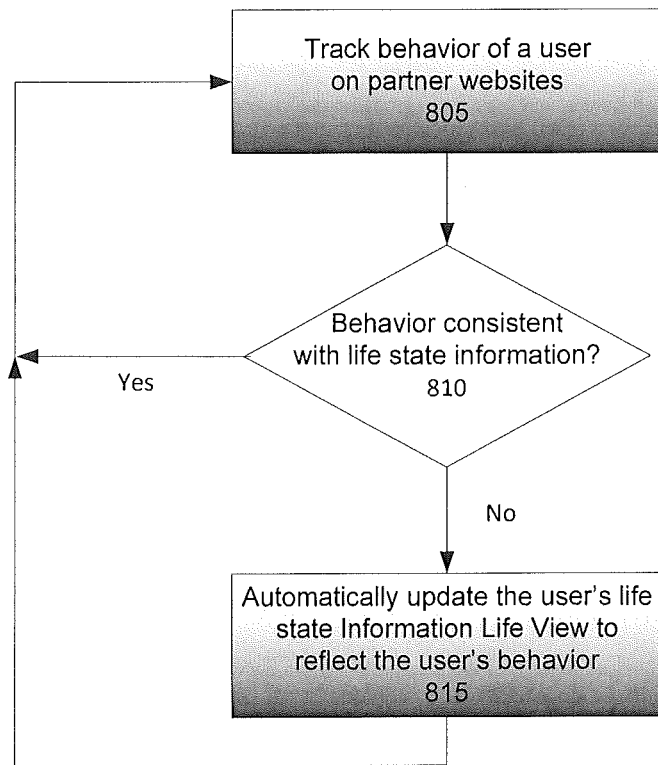 Track behavior of a user
on partner websites
805
Behavior consistent
with life state information?
810
Yes
No
Automatically update the user's life
state Information Life View to
reflect the user's behavior
815